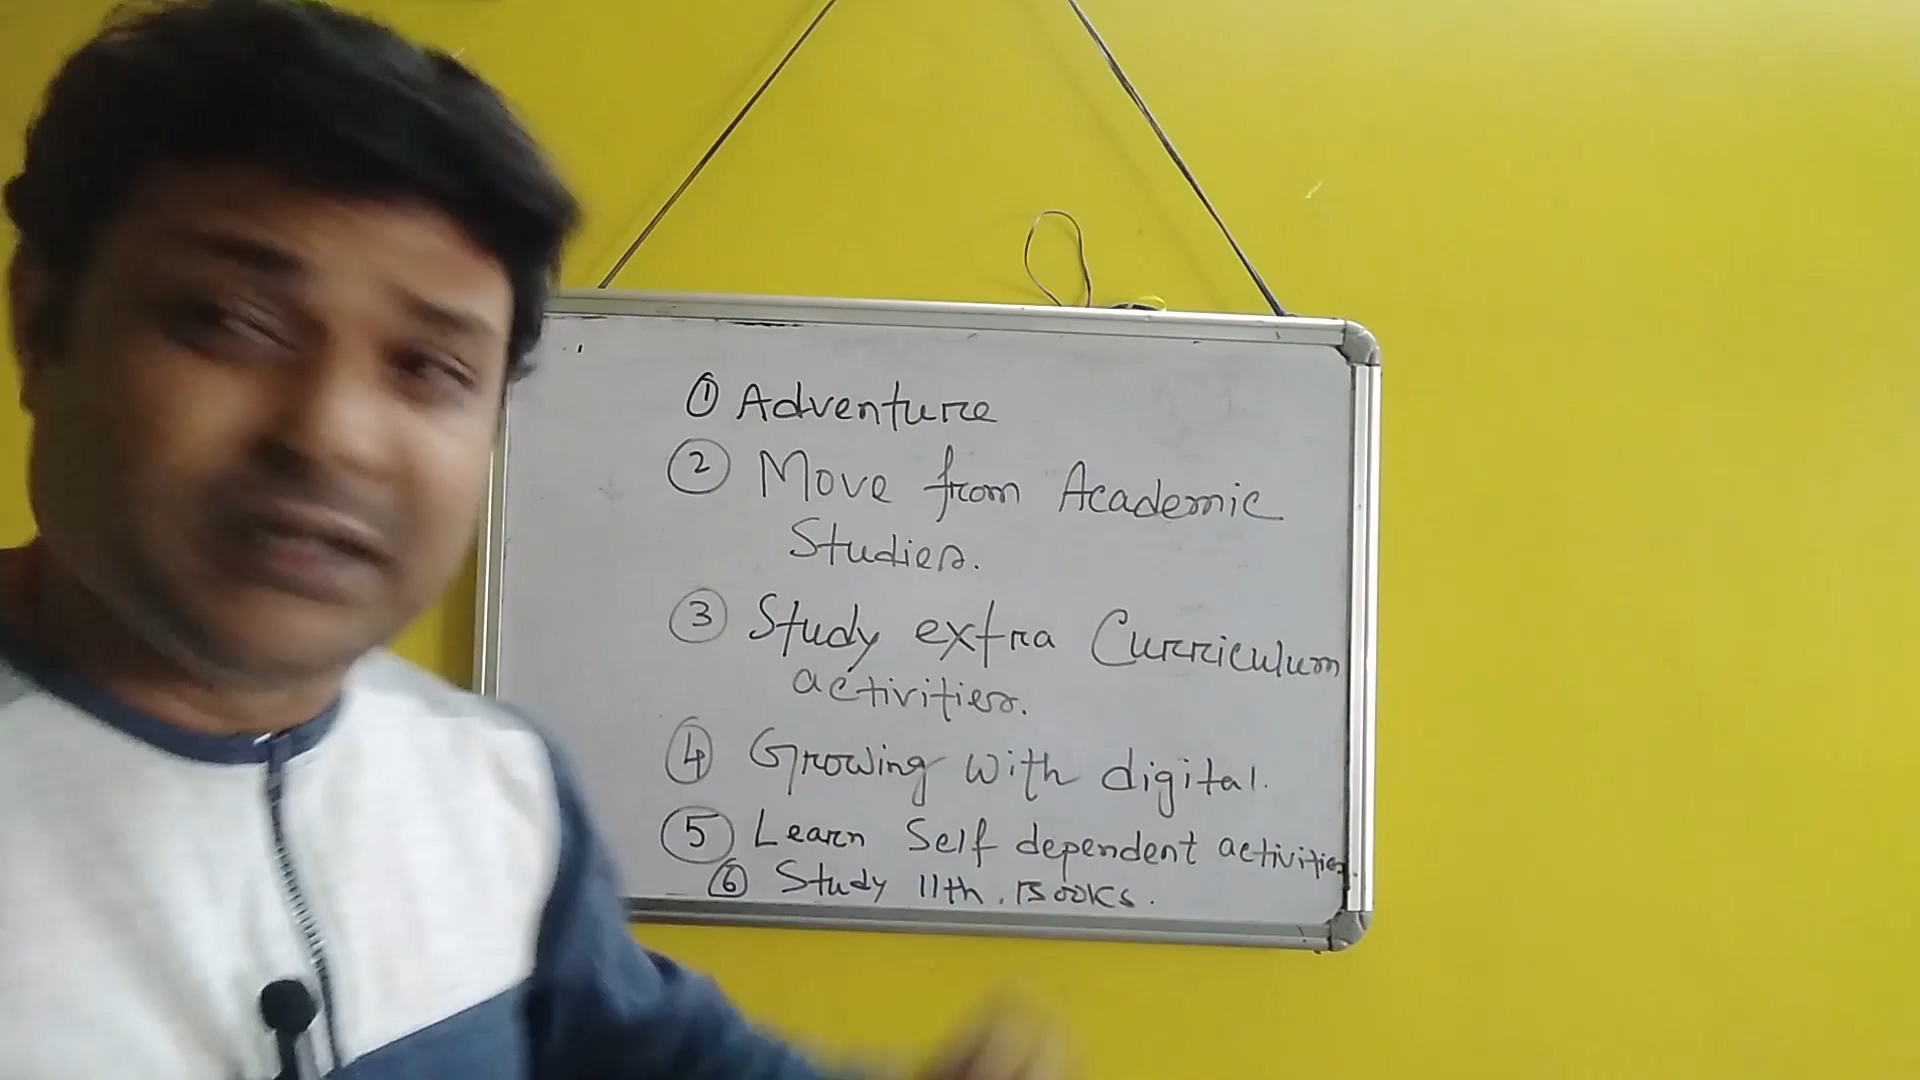 ① Adventure
② Move from Academic
Studies.
③ Study extra Curriculum
activities.
④ Growing with digital.
⑤ Learn Self dependent activities.
⑥ Study 11th. Books.